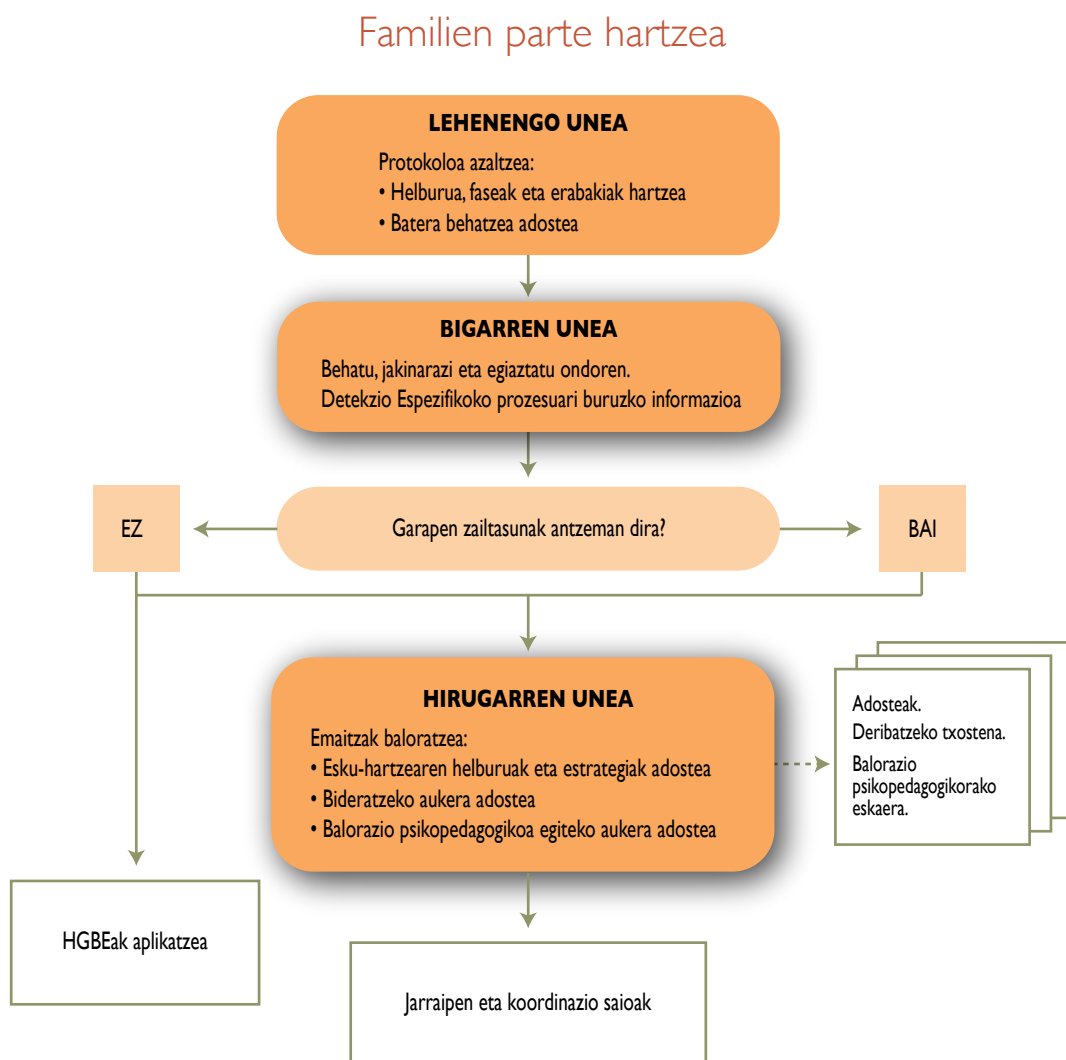 Familien parte hartzea
LEHENENGO UNEA
Protokoloa azaltzea:
• Helburua, faseak eta erabakiak hartzea
• Batera behatzea adostea
BIGARREN UNEA
Behatu, jakinarazi eta egiaztatu ondoren.
Detekzio Espezifikoko prozesuari buruzko informazioa
EZ
Garapen zailtasunak antzeman dira?
BAI
HIRUGARREN UNEA
Emaitzak baloratzea:
• Esku-hartzearen helburuak eta estrategiak adostea
• Bideratzeko aukera adostea
• Balorazio psikopedagogikoa egiteko aukera adostea
Adosteak.
Deribatzeko txostena.
Balorazio
psikopedagogikorako
eskaera.
HGBEak aplikatzea
Jarraipen eta koordinazio saioak